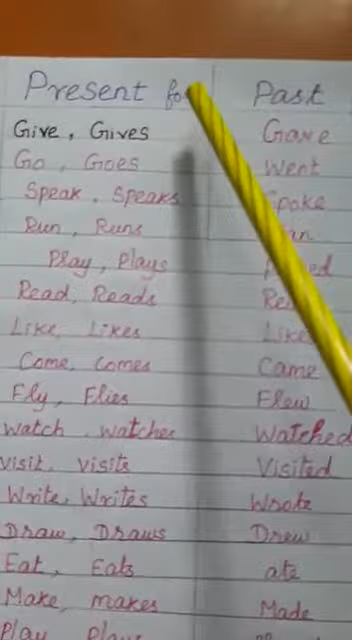 Present Past
Give, Gives Gave
Go, Goes Went
Speak, Speaks
Run, Runs
Play, Plays
Read, Reads
Like, Likes
Come, Comes Came
Fly, Flies Flew
Watch, Watches Watched
Visit, Visits Visited
Write, Writes Wrote
Draw, Draws Drew
Eat, Eats ate
Make, makes Made
Play Plays